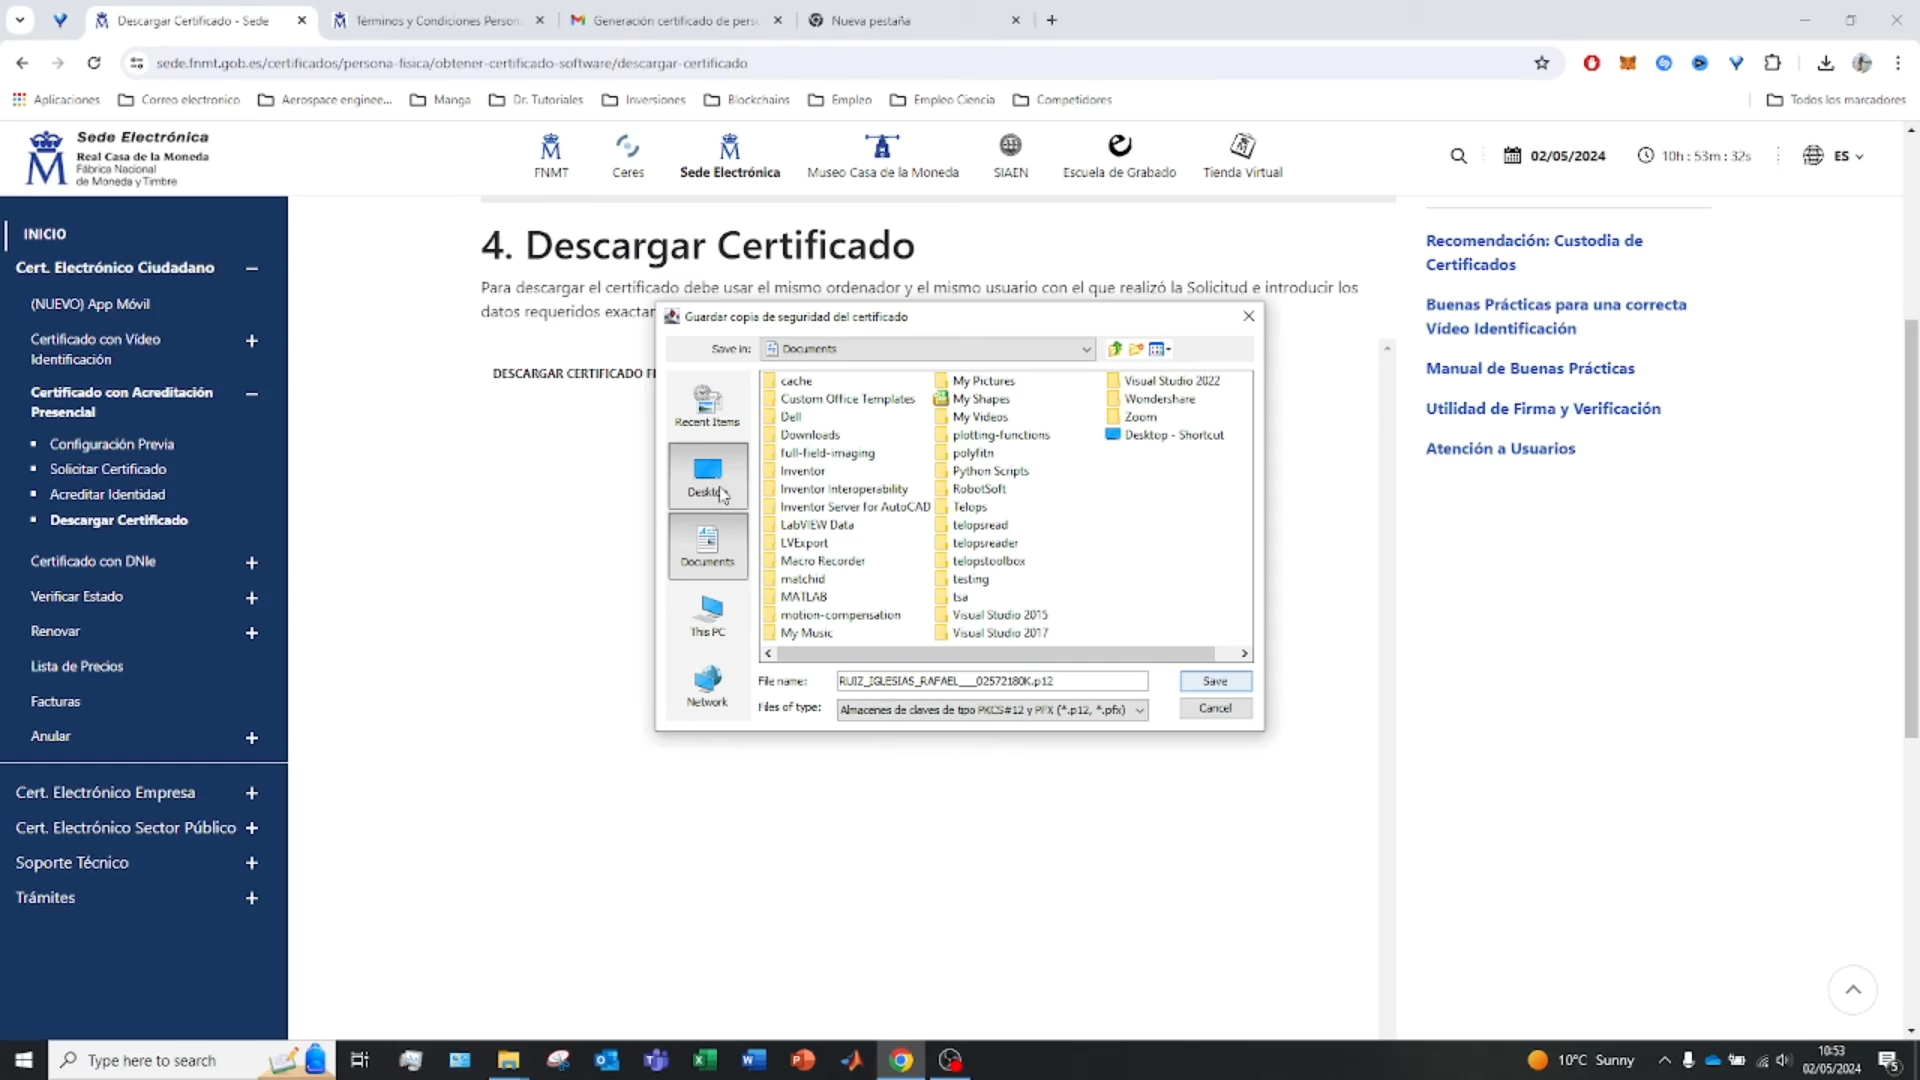 Descargar Certificado - Sede
Términos y Condiciones Person
Generación certificado de perso
Nueva pestaña
sede.fnmt.gob.es/certificados/persona-fisica/obtener-certificado-software/descargar-certificado
Aplicaciones
Correo electronico
Aerospace enginee...
Manga
Dr. Tutoriales
Inversiones
Blockchains
Empleo
Empleo Ciencia
Competidores
Todos los marcadores
Sede Electrónica
Real Casa de la Moneda
Fábrica Nacional
de Moneda y Timbre
FNMT
Ceres
Sede Electrónica
Museo Casa de la Moneda
SIAEN
Escuela de Grabado
Tienda Virtual
02/05/2024
10h : 53m : 32s
ES
INICIO
Cert. Electrónico Ciudadano
(NUEVO) App Móvil
Certificado con Vídeo
Identificación
Certificado con Acreditación
Presencial
Configuración Previa
Solicitar Certificado
Acreditar Identidad
Descargar Certificado
Certificado con DNIe
Verificar Estado
Renovar
Lista de Precios
Facturas
Anular
Cert. Electrónico Empresa
Cert. Electrónico Sector Público
Soporte Técnico
Trámites
4. Descargar Certificado
Para descargar el certificado debe usar el mismo ordenador y el mismo usuario con el que realizó la Solicitud e introducir los
datos requeridos
DESCARGAR CERTIFICADO
Guardar copia de seguridad del certificado
Save in:
Documents
Recent Items
Desktop
Documents
This PC
Network
cache
Custom Office Templates
Dell
Downloads
full-field-imaging
Inventor
Inventor Interoperability
Inventor Server for AutoCAD
LabVIEW Data
LVExport
Macro Recorder
matchid
MATLAB
motion-compensation
My Music
My Pictures
My Shapes
My Videos
plotting-functions
polyfitn
Python Scripts
RobotSoft
Telops
telopsread
telopsreader
telopstoolbox
testing
tsa
Visual Studio 2015
Visual Studio 2017
Visual Studio 2022
Wondershare
Zoom
Desktop - Shortcut
File name:
RUIZ_IGLESIAS_RAFAEL___02572180K.p12
Save
Files of type:
Almacenes de claves de tipo PKCS#12 y PFX (*.p12, *.pfx)
Cancel
Recomendación: Custodia de
Certificados
Buenas Prácticas para una correcta
Vídeo Identificación
Manual de Buenas Prácticas
Utilidad de Firma y Verificación
Atención a Usuarios
Type here to search
10°C Sunny
10:53
02/05/2024
5